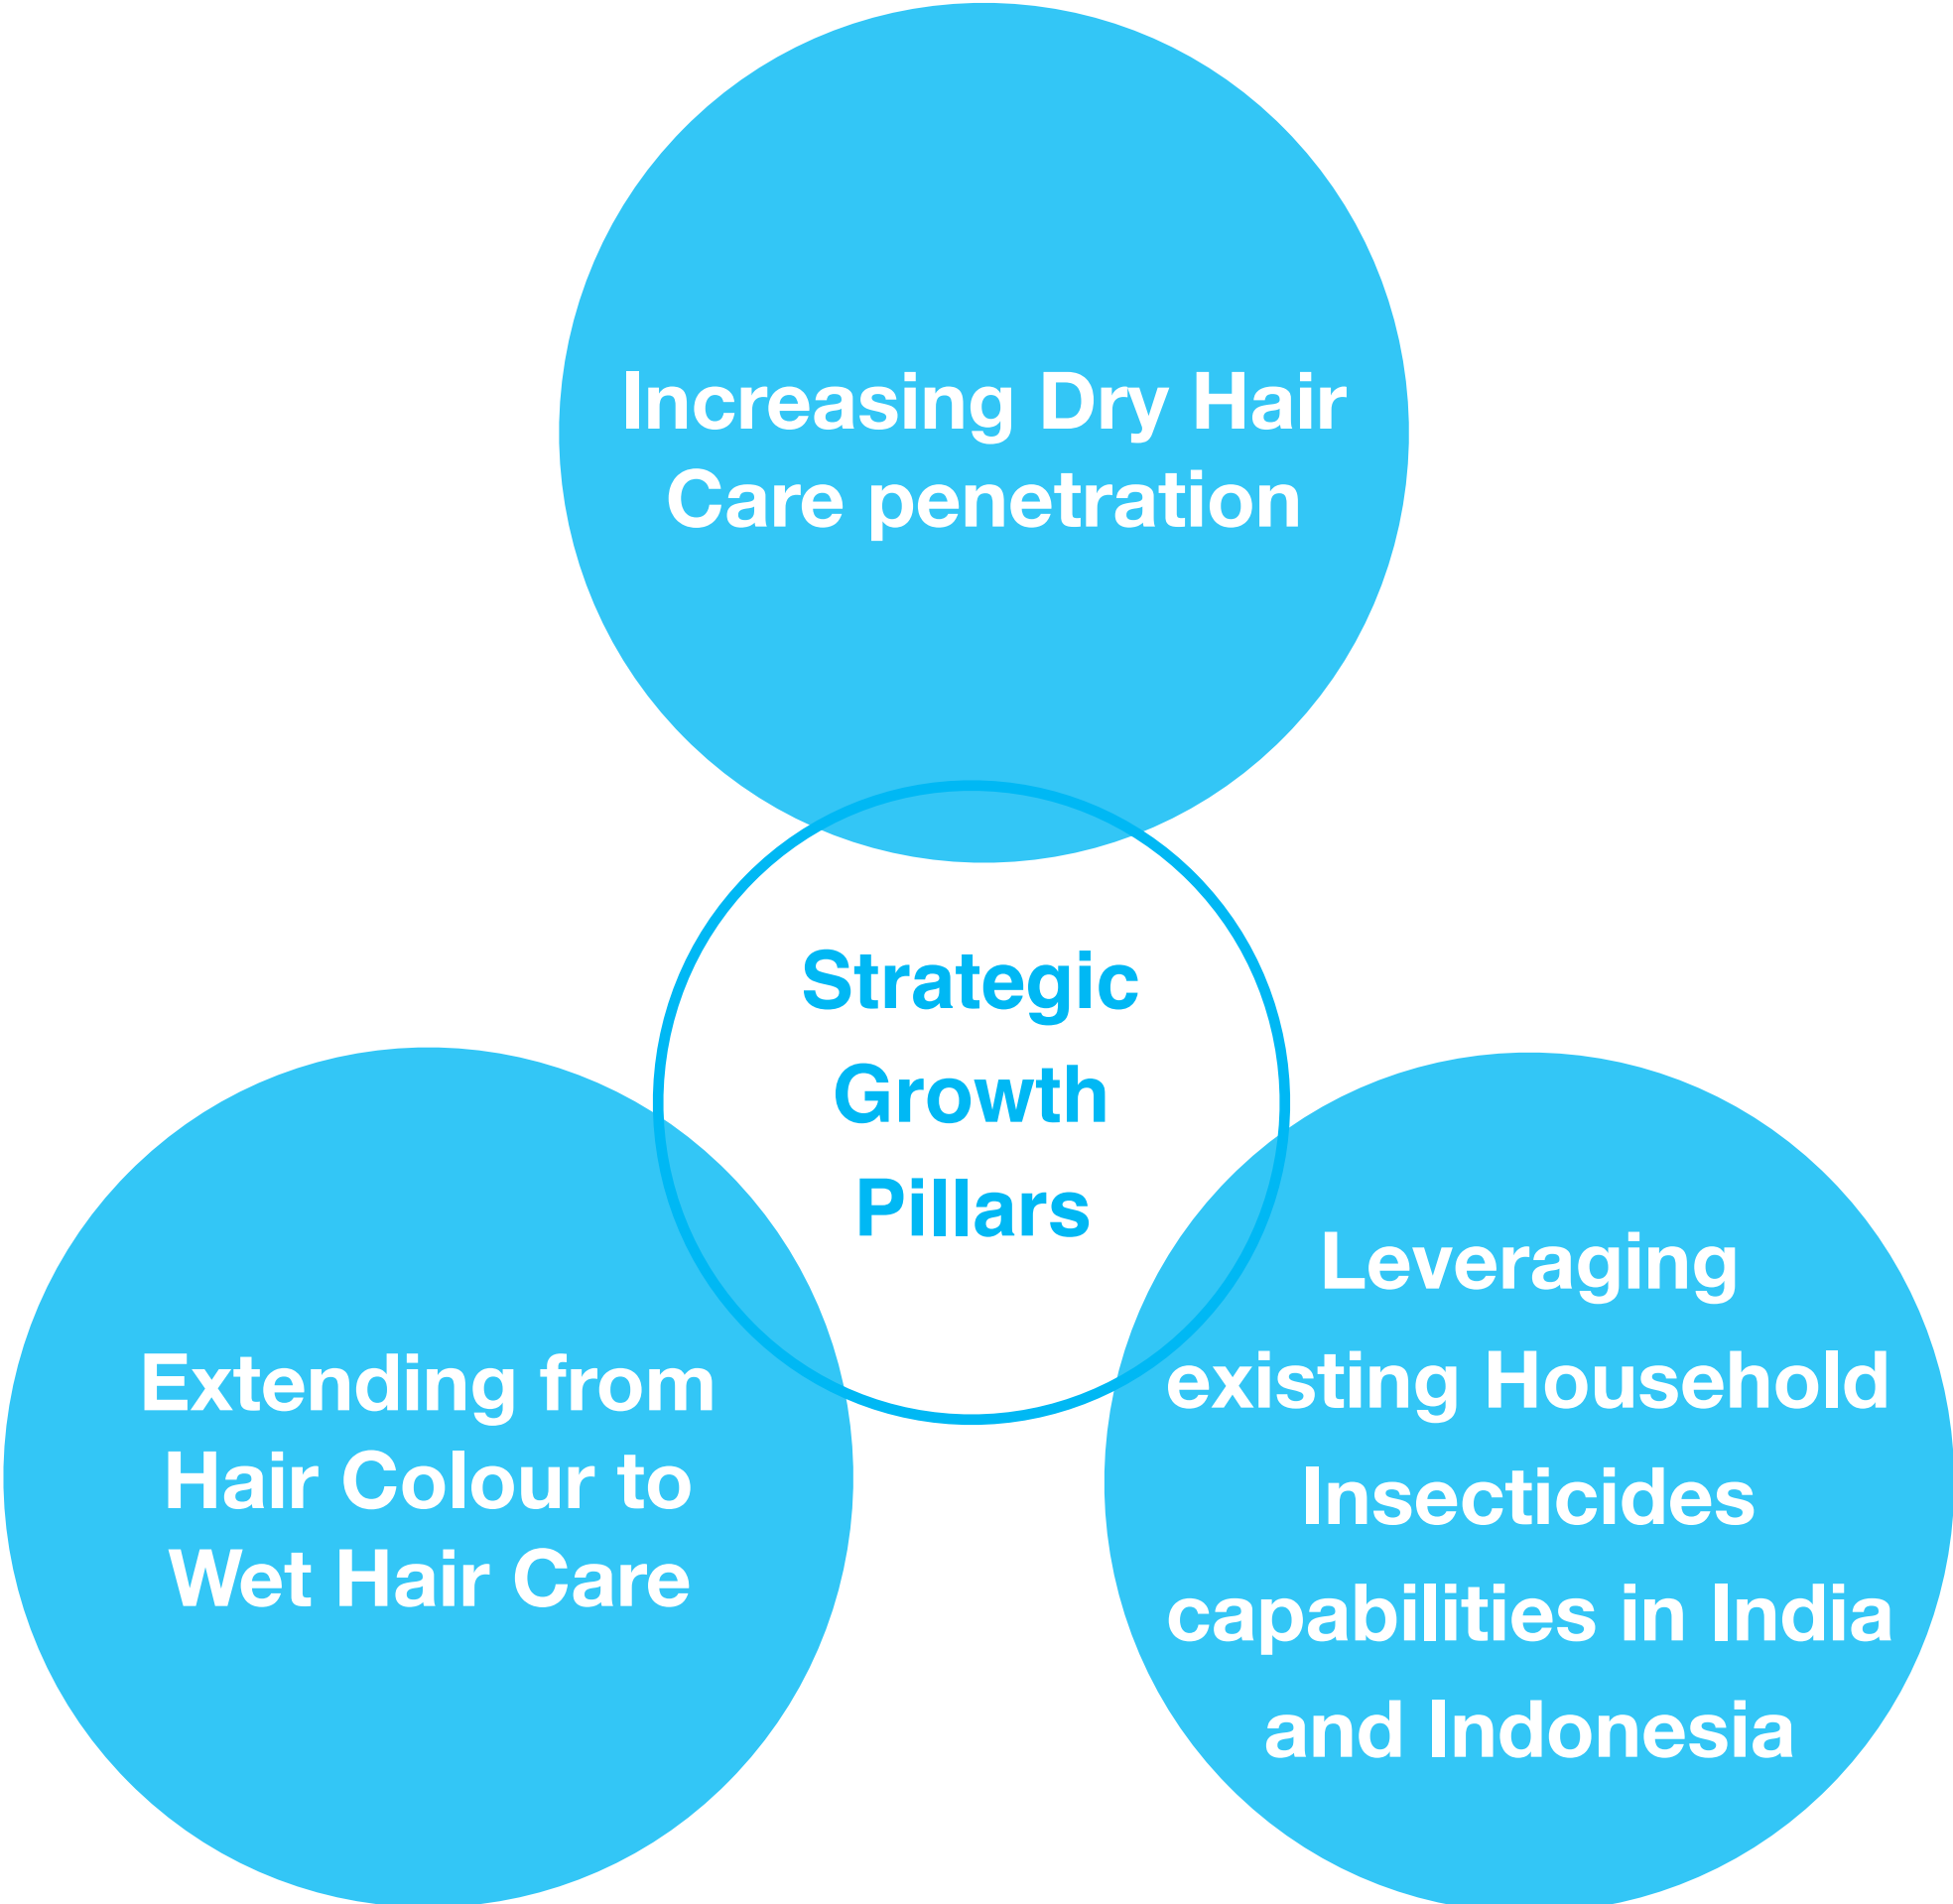 Increasing Dry Hair
Care penetration
Strategic
Growth
Pillars
Extending from
Hair Colour to
Wet Hair Care
Leveraging
existing Household
Insecticides
capabilities in India
and Indonesia